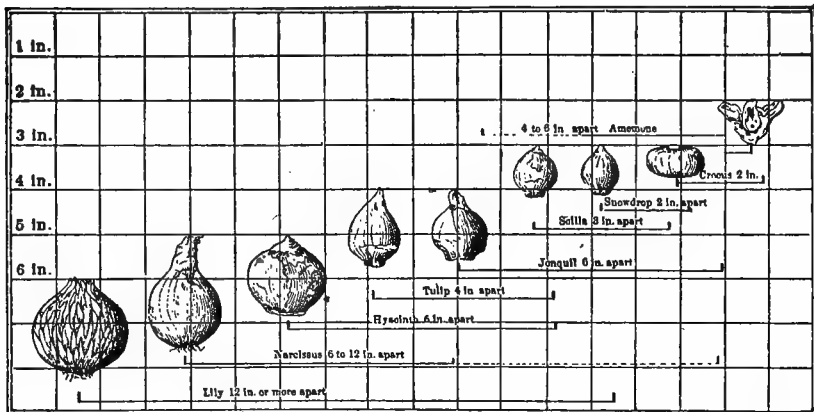 1 in.
2 in.
3 in.
4 to 6 in. apart Amemone
4 in.
Crocus 2 in.
Snowdrop 2 in. apart
5 in.
Scilla 3 in. apart
6 in.
Jonquil 6 in. apart
Tulip 4 in apart
Hyacinth 6 in. apart
Narcissus 6 to 12 in. apart
Lily 12 in. or more apart